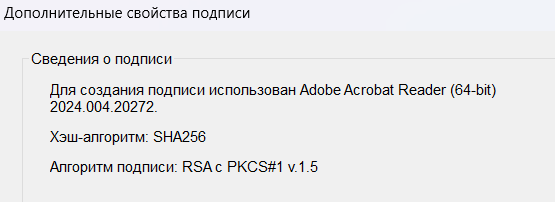 Дополнительные свойства подписи
Сведения о подписи
Для создания подписи использован Adobe Acrobat Reader (64-bit)
2024.004.20272.
Хэш-алгоритм: SHA256
Алгоритм подписи: RSA с PKCS#1 v.1.5